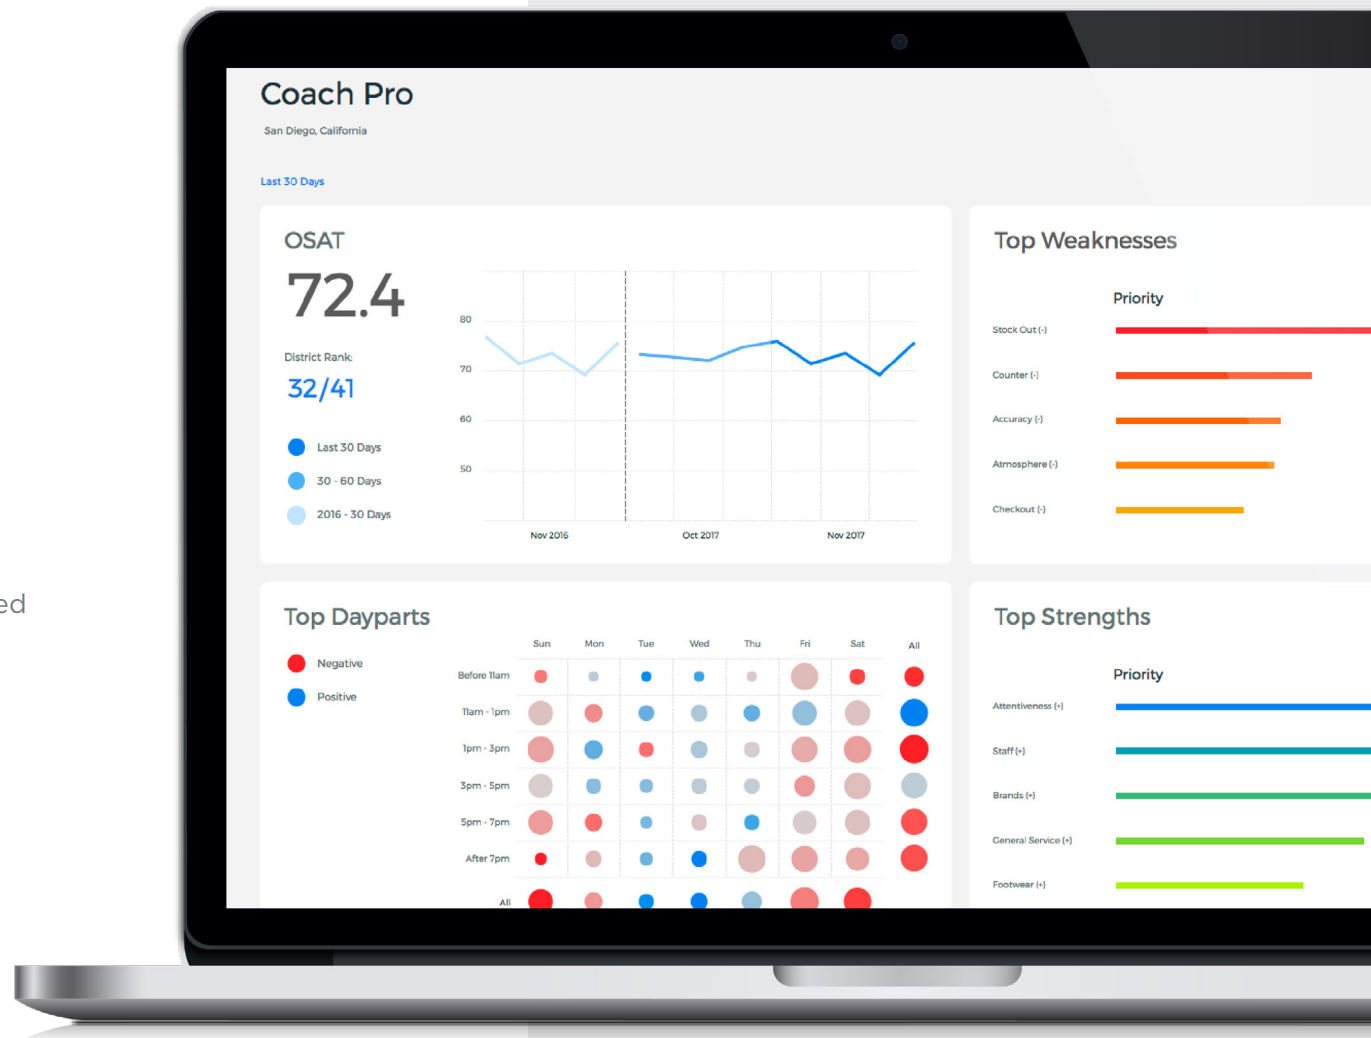 Coach Pro
San Diego, California
Last 30 Days
OSAT
72.4
District Rank:
32/41
Last 30 Days
30 - 60 Days
2016 - 30 Days
80
70
60
50
Nov 2016 Oct 2017 Nov 2017
Top Weaknesses
Priority
Stock Out (-)
Counter (-)
Accuracy (-)
Atmosphere (-)
Checkout (-)
ed
Top Dayparts
Negative
Positive
Sun Mon Tue Wed Thu Fri Sat All
Before 11am
11am - 1pm
1pm - 3pm
3pm - 5pm
5pm - 7pm
After 7pm
All
Top Strengths
Priority
Attentiveness (+)
Staff (+)
Brands (+)
General Service (+)
Footwear (+)